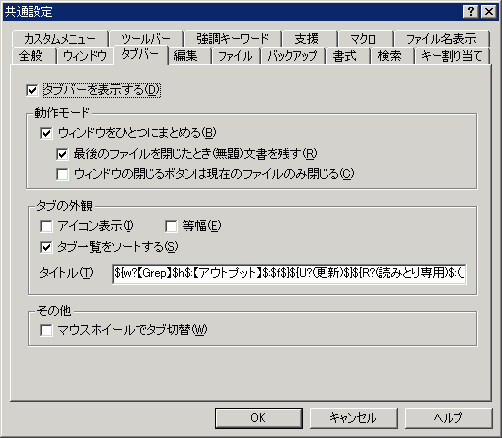 共通設定
カスタムメニュー ツールバー 強調キーワード 支援 マクロ ファイル名表示
全般 ウィンドウ タブバー 編集 ファイル バックアップ 書式 検索 キー割り当て
タブバーを表示する(D)
動作モード
ウィンドウをひとつにまとめる(B)
最後のファイルを閉じたとき(無題)文書を残す(R)
ウィンドウの閉じるボタンは現在のファイルのみ閉じる(C)
タブの外観
アイコン表示(I) 等幅(E)
タブ一覧をソートする(S)
タイトル(T) ${w?【Grep】$h$:【アウトプット】$:$f$}${U?(更新)$}${R?(読みとり専用)$:(
その他
マウスホイールでタブ切替(W)
OK キャンセル ヘルプ